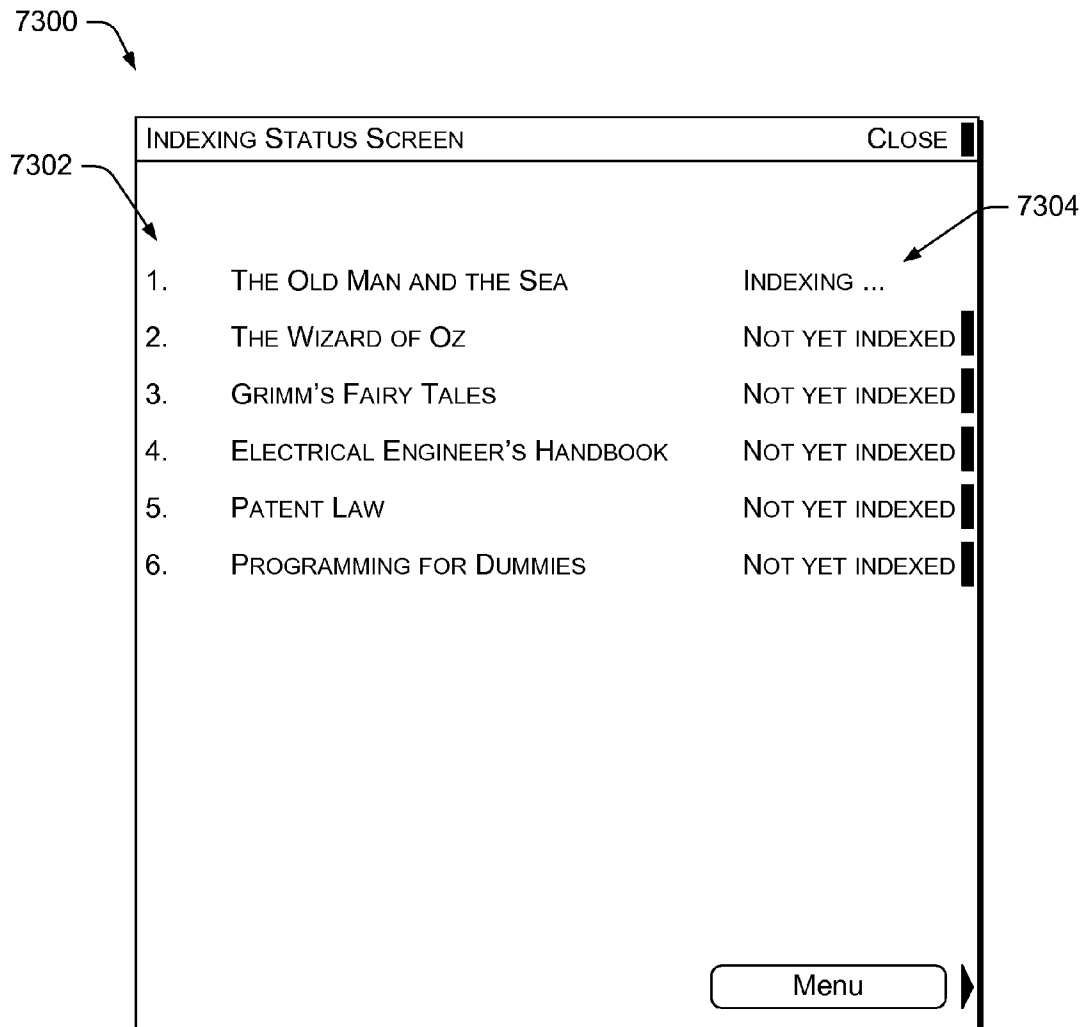 7300
INDEXING STATUS SCREEN CLOSE
7302
7304
1. THE OLD MAN AND THE SEA INDEXING ...
2. THE WIZARD OF OZ NOT YET INDEXED
3. GRIMM'S FAIRY TALES NOT YET INDEXED
4. ELECTRICAL ENGINEER'S HANDBOOK NOT YET INDEXED
5. PATENT LAW NOT YET INDEXED
6. PROGRAMMING FOR DUMMIES NOT YET INDEXED
Menu